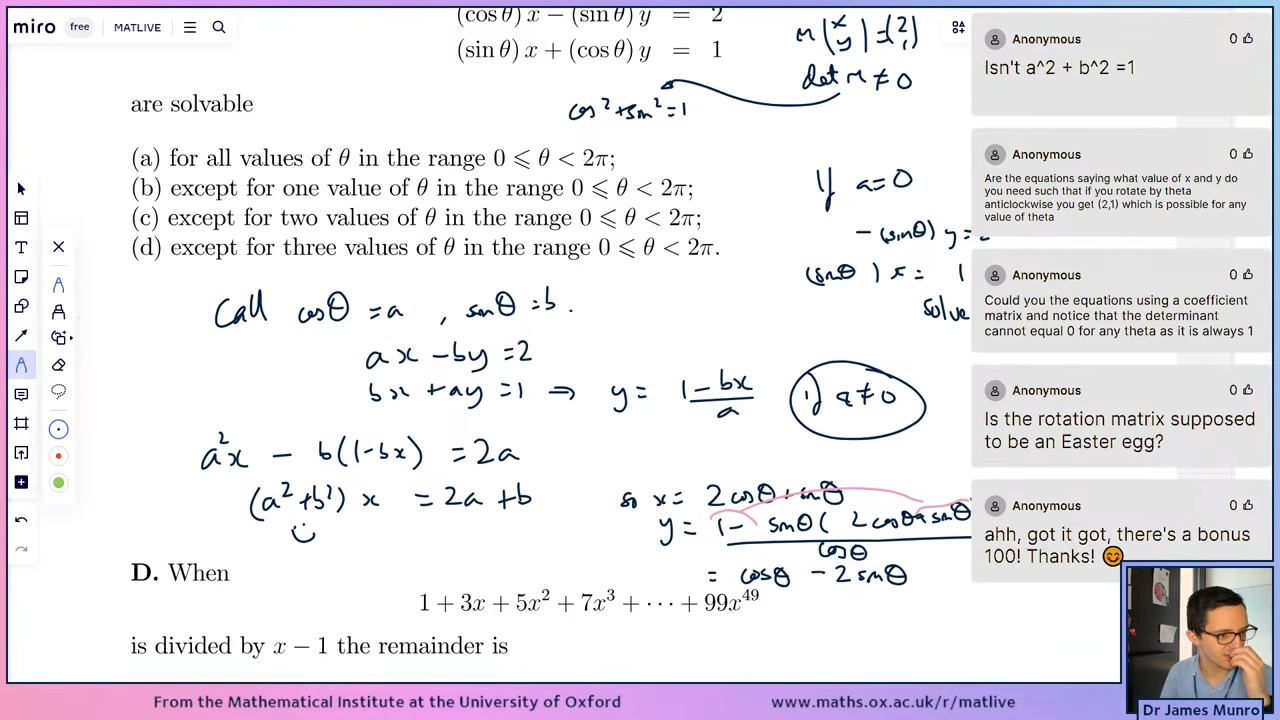 miro free MATLIVE
(cos θ) x − (sin θ) y = 2
(sin θ) x + (cos θ) y = 1
are solvable
(a) for all values of θ in the range 0 ⩽ θ < 2π;
(b) except for one value of θ in the range 0 ⩽ θ < 2π;
(c) except for two values of θ in the range 0 ⩽ θ < 2π;
(d) except for three values of θ in the range 0 ⩽ θ < 2π.
M (x y) = (2 1)
det M ≠ 0
cos² + sin² = 1
If a = 0
− (sin θ) y =
(sin θ) x = 1
solve
Call cos θ = a , sin θ = b .
ax − by = 2
bx + ay = 1 ⇒ y = 1 − bx / a
if a ≠ 0
a²x − b(1 − bx) = 2a
(a² + b²) x = 2a + b
so x = 2 cos θ + sin θ
y = 1 − sin θ ( 2 cos θ + sin θ
cos θ
= cos θ − 2 sin θ
D. When
1 + 3x + 5x² + 7x³ + ··· + 99x⁴⁹
is divided by x − 1 the remainder is
Anonymous 0
Isn't a^2 + b^2 =1
Anonymous 0
Are the equations saying what value of x and y do
you need such that if you rotate by theta
anticlockwise you get (2,1) which is possible for any
value of theta
Anonymous 0
Could you the equations using a coefficient
matrix and notice that the determinant
cannot equal 0 for any theta as it is always 1
Anonymous 0
Is the rotation matrix supposed
to be an Easter egg?
Anonymous 0
ahh, got it got, there's a bonus
100! Thanks! 😊
From the Mathematical Institute at the University of Oxford
www.maths.ox.ac.uk/r/matlive
Dr James Munro